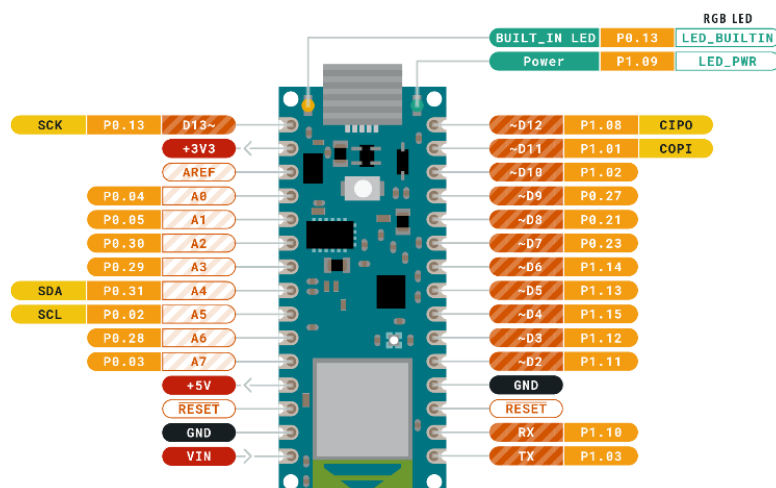 RGB LED
BUILT_IN LED P0.13 LED_BUILTIN
Power P1.09 LED_PWR
SCK P0.13 D13~
+3V3
AREF
P0.04 A0
P0.05 A1
P0.30 A2
P0.29 A3
SDA P0.31 A4
SCL P0.02 A5
P0.28 A6
P0.03 A7
+5V
RESET
GND
VIN
~D12 P1.08 CIPO
~D11 P1.01 COPI
~D10 P1.02
~D9 P0.27
~D8 P0.21
~D7 P0.23
~D6 P1.14
~D5 P1.13
~D4 P1.15
~D3 P1.12
~D2 P1.11
GND
RESET
RX P1.10
TX P1.03